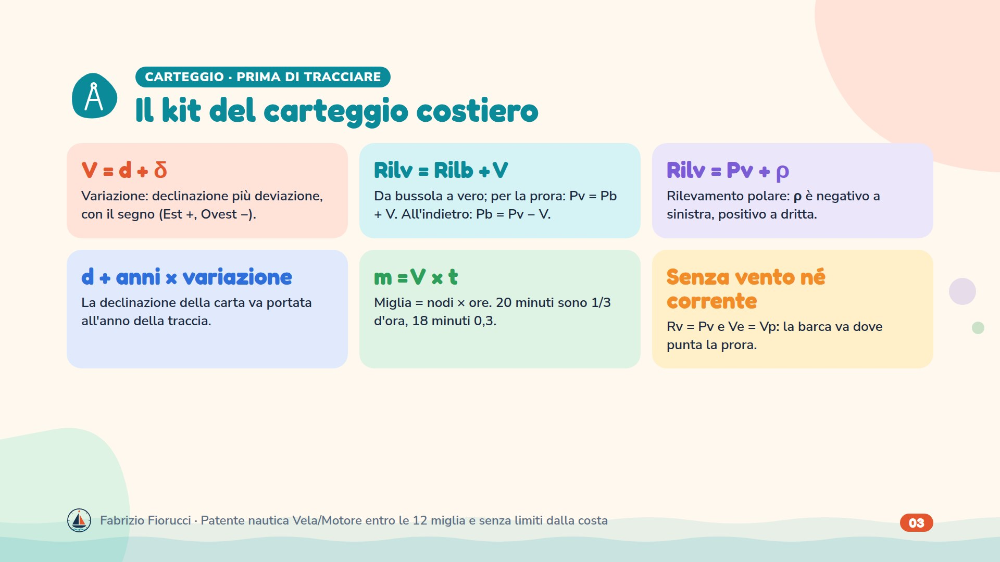 CARTEGGIO · PRIMA DI TRACCIARE
Il kit del carteggio costiero
V = d + δ
Variazione: declinazione più deviazione,
con il segno (Est +, Ovest −).
Rilv = Rilb + V
Da bussola a vero; per la prora: Pv = Pb
+ V. All'indietro: Pb = Pv − V.
Rilv = Pv + ρ
Rilevamento polare: ρ è negativo a
sinistra, positivo a dritta.
d + anni × variazione
La declinazione della carta va portata
all'anno della traccia.
m = V × t
Miglia = nodi × ore. 20 minuti sono 1/3
d'ora, 18 minuti 0,3.
Senza vento né
corrente
Rv = Pv e Ve = Vp: la barca va dove
punta la prora.
Fabrizio Fiorucci · Patente nautica Vela/Motore entro le 12 miglia e senza limiti dalla costa
03